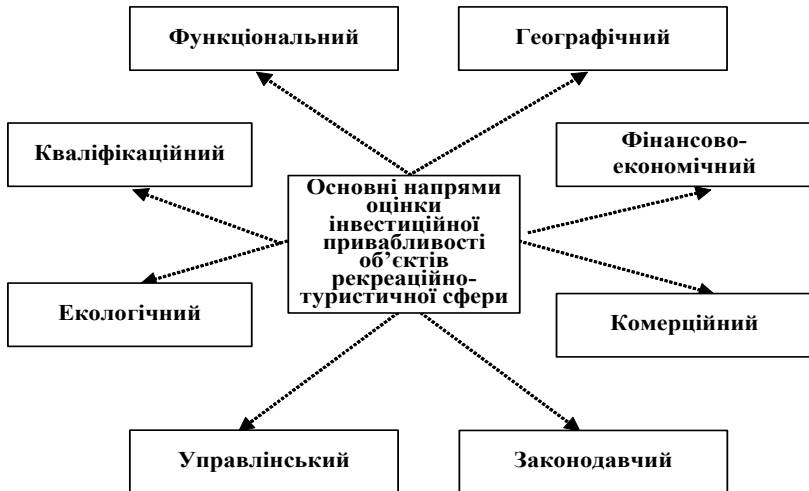 Функціональний
Географічний
Кваліфікаційний
Фінансово-
економічний
Основні напрями
оцінки
інвестиційної
привабливості
об’єктів
рекреаційно-
туристичної сфери
Екологічний
Комерційний
Управлінський
Законодавчий